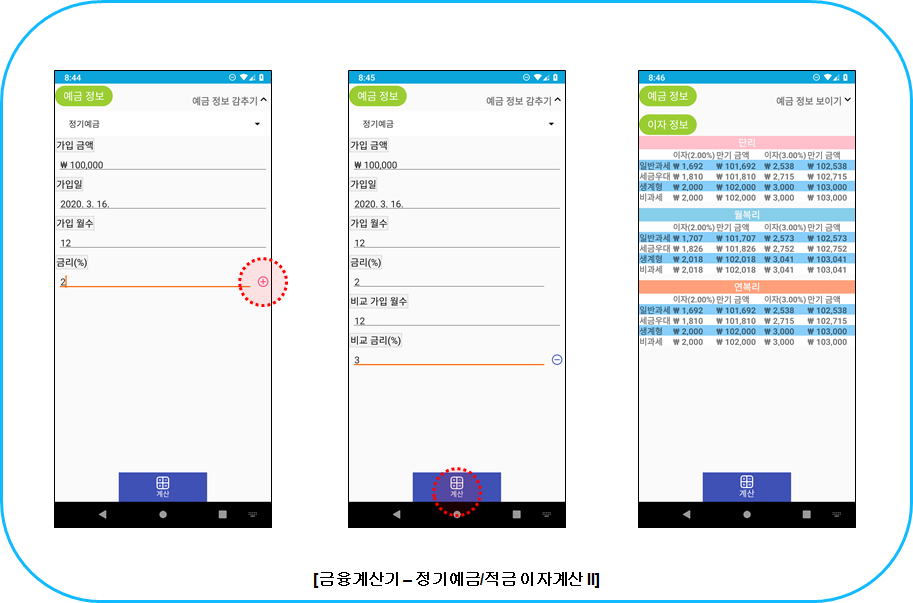 8:44
예금 정보
예금 정보 감추기
정기예금
가입 금액
₩ 100,000
가입일
2020. 3. 16.
가입 월수
12
금리(%)
2
계산
8:45
예금 정보
예금 정보 감추기
정기예금
가입 금액
₩ 100,000
가입일
2020. 3. 16.
가입 월수
12
금리(%)
2
비교 가입 월수
12
비교 금리(%)
3
계산
8:46
예금 정보
예금 정보 보이기
이자 정보
단리
이자(2.00%) 만기 금액 이자(3.00%) 만기 금액
일반과세 ₩ 1,692 ₩ 101,692 ₩ 2,538 ₩ 102,538
세금우대 ₩ 1,810 ₩ 101,810 ₩ 2,715 ₩ 102,715
생계형 ₩ 2,000 ₩ 102,000 ₩ 3,000 ₩ 103,000
비과세 ₩ 2,000 ₩ 102,000 ₩ 3,000 ₩ 103,000
월복리
이자(2.00%) 만기 금액 이자(3.00%) 만기 금액
일반과세 ₩ 1,707 ₩ 101,707 ₩ 2,573 ₩ 102,573
세금우대 ₩ 1,826 ₩ 101,826 ₩ 2,752 ₩ 102,752
생계형 ₩ 2,018 ₩ 102,018 ₩ 3,041 ₩ 103,041
비과세 ₩ 2,018 ₩ 102,018 ₩ 3,041 ₩ 103,041
연복리
이자(2.00%) 만기 금액 이자(3.00%) 만기 금액
일반과세 ₩ 1,692 ₩ 101,692 ₩ 2,538 ₩ 102,538
세금우대 ₩ 1,810 ₩ 101,810 ₩ 2,715 ₩ 102,715
생계형 ₩ 2,000 ₩ 102,000 ₩ 3,000 ₩ 103,000
비과세 ₩ 2,000 ₩ 102,000 ₩ 3,000 ₩ 103,000
계산
[금융계산기 – 정기예금/적금 이자계산 II]